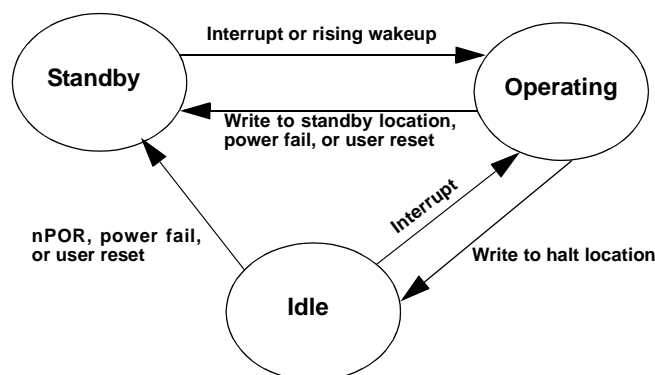 Interrupt or rising wakeup
Standby
Operating
Write to standby location,
power fail, or user reset
Interrupt
nPOR, power fail,
or user reset
Write to halt location
Idle